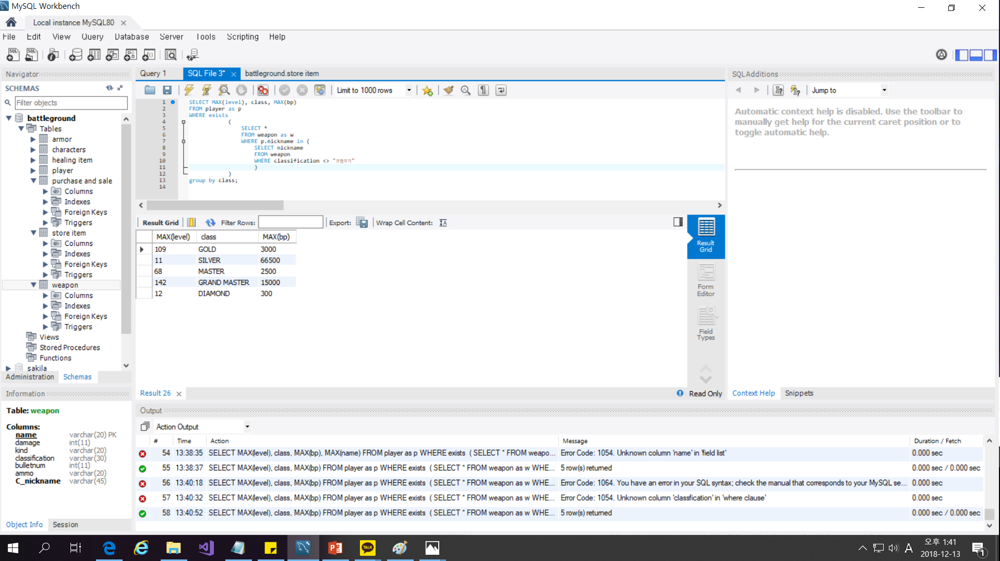 MySQL Workbench
Local instance MySQL80
File Edit View Query Database Server Tools Scripting Help
Navigator
SCHEMAS
Filter objects
battleground
Tables
armor
characters
healing item
player
purchase and sale
Columns
Indexes
Foreign Keys
Triggers
store item
Columns
Indexes
Foreign Keys
Triggers
weapon
Columns
Indexes
Foreign Keys
Triggers
Views
Stored Procedures
Functions
sakila
Administration Schemas
Information
Table: weapon
Columns:
name varchar(20) PK
damage int(11)
kind varchar(20)
classification varchar(30)
bulletnum int(11)
ammo varchar(20)
C_nickname varchar(45)
Object Info Session
Query 1 SQL File 3* battleground.store item
Limit to 1000 rows
1 SELECT MAX(level), class, MAX(bp)
2 FROM player as p
3 WHERE exists
4 (
5 SELECT *
6 FROM weapon as w
7 WHERE p.nickname in (
8 SELECT nickname
9 FROM weapon
10 WHERE classification <> "근접무기"
11 )
12 )
13 group by class;
14
Result Grid Filter Rows: Export: Wrap Cell Content:
MAX(level) class MAX(bp)
109 GOLD 3000
11 SILVER 66500
68 MASTER 2500
142 GRAND MASTER 15000
12 DIAMOND 300
Result Grid
Form Editor
Field Types
Result 26 Read Only
SQLAdditions
Jump to
Automatic context help is disabled. Use the toolbar to
manually get help for the current caret position or to
toggle automatic help.
Context Help Snippets
Output
Action Output
# Time Action Message Duration / Fetch
54 13:38:35 SELECT MAX(level), class, MAX(bp), MAX(name) FROM player as p WHERE exists ( SELECT * FROM weapo... Error Code: 1054. Unknown column 'name' in 'field list' 0.000 sec
55 13:38:37 SELECT MAX(level), class, MAX(bp) FROM player as p WHERE exists ( SELECT * FROM weapon as w WHE... 5 row(s) returned 0.000 sec / 0.000 sec
56 13:40:18 SELECT MAX(level), class, MAX(bp) FROM player as p WHERE exists ( SELECT * FROM weapon as w WHE... Error Code: 1064. You have an error in your SQL syntax; check the manual that corresponds to your MySQL se... 0.000 sec
57 13:40:32 SELECT MAX(level), class, MAX(bp) FROM player as p WHERE exists ( SELECT * FROM weapon as w WHE... Error Code: 1054. Unknown column 'classfication' in 'where clause' 0.000 sec
58 13:40:52 SELECT MAX(level), class, MAX(bp) FROM player as p WHERE exists ( SELECT * FROM weapon as w WHE... 5 row(s) returned 0.000 sec / 0.000 sec
TALK
A
오후 1:41
2018-12-13
1